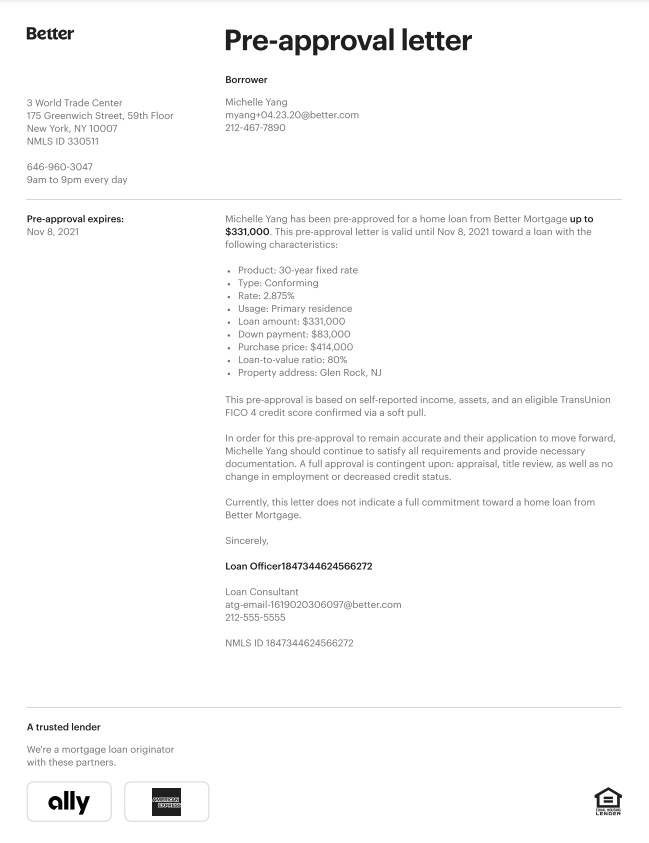 Better
Pre-approval letter
Borrower
3 World Trade Center
175 Greenwich Street, 59th Floor
New York, NY 10007
NMLS ID 330511
646-960-3047
9am to 9pm every day
Michelle Yang
myang+04.23.20@better.com
212-467-7890
Pre-approval expires:
Nov 8, 2021
Michelle Yang has been pre-approved for a home loan from Better Mortgage up to
$331,000. This pre-approval letter is valid until Nov 8, 2021 toward a loan with the
following characteristics:
• Product: 30-year fixed rate
• Type: Conforming
• Rate: 2.875%
• Usage: Primary residence
• Loan amount: $331,000
• Down payment: $83,000
• Purchase price: $414,000
• Loan-to-value ratio: 80%
• Property address: Glen Rock, NJ
This pre-approval is based on self-reported income, assets, and an eligible TransUnion
FICO 4 credit score confirmed via a soft pull.
In order for this pre-approval to remain accurate and their application to move forward,
Michelle Yang should continue to satisfy all requirements and provide necessary
documentation. A full approval is contingent upon: appraisal, title review, as well as no
change in employment or decreased credit status.
Currently, this letter does not indicate a full commitment toward a home loan from
Better Mortgage.
Sincerely,
Loan Officer1847344624566272
Loan Consultant
atg-email-1619020306097@better.com
212-555-5555
NMLS ID 1847344624566272
A trusted lender
We're a mortgage loan originator
with these partners.
ally
AMERICAN
EXPRESS
EQUAL HOUSING
LENDER